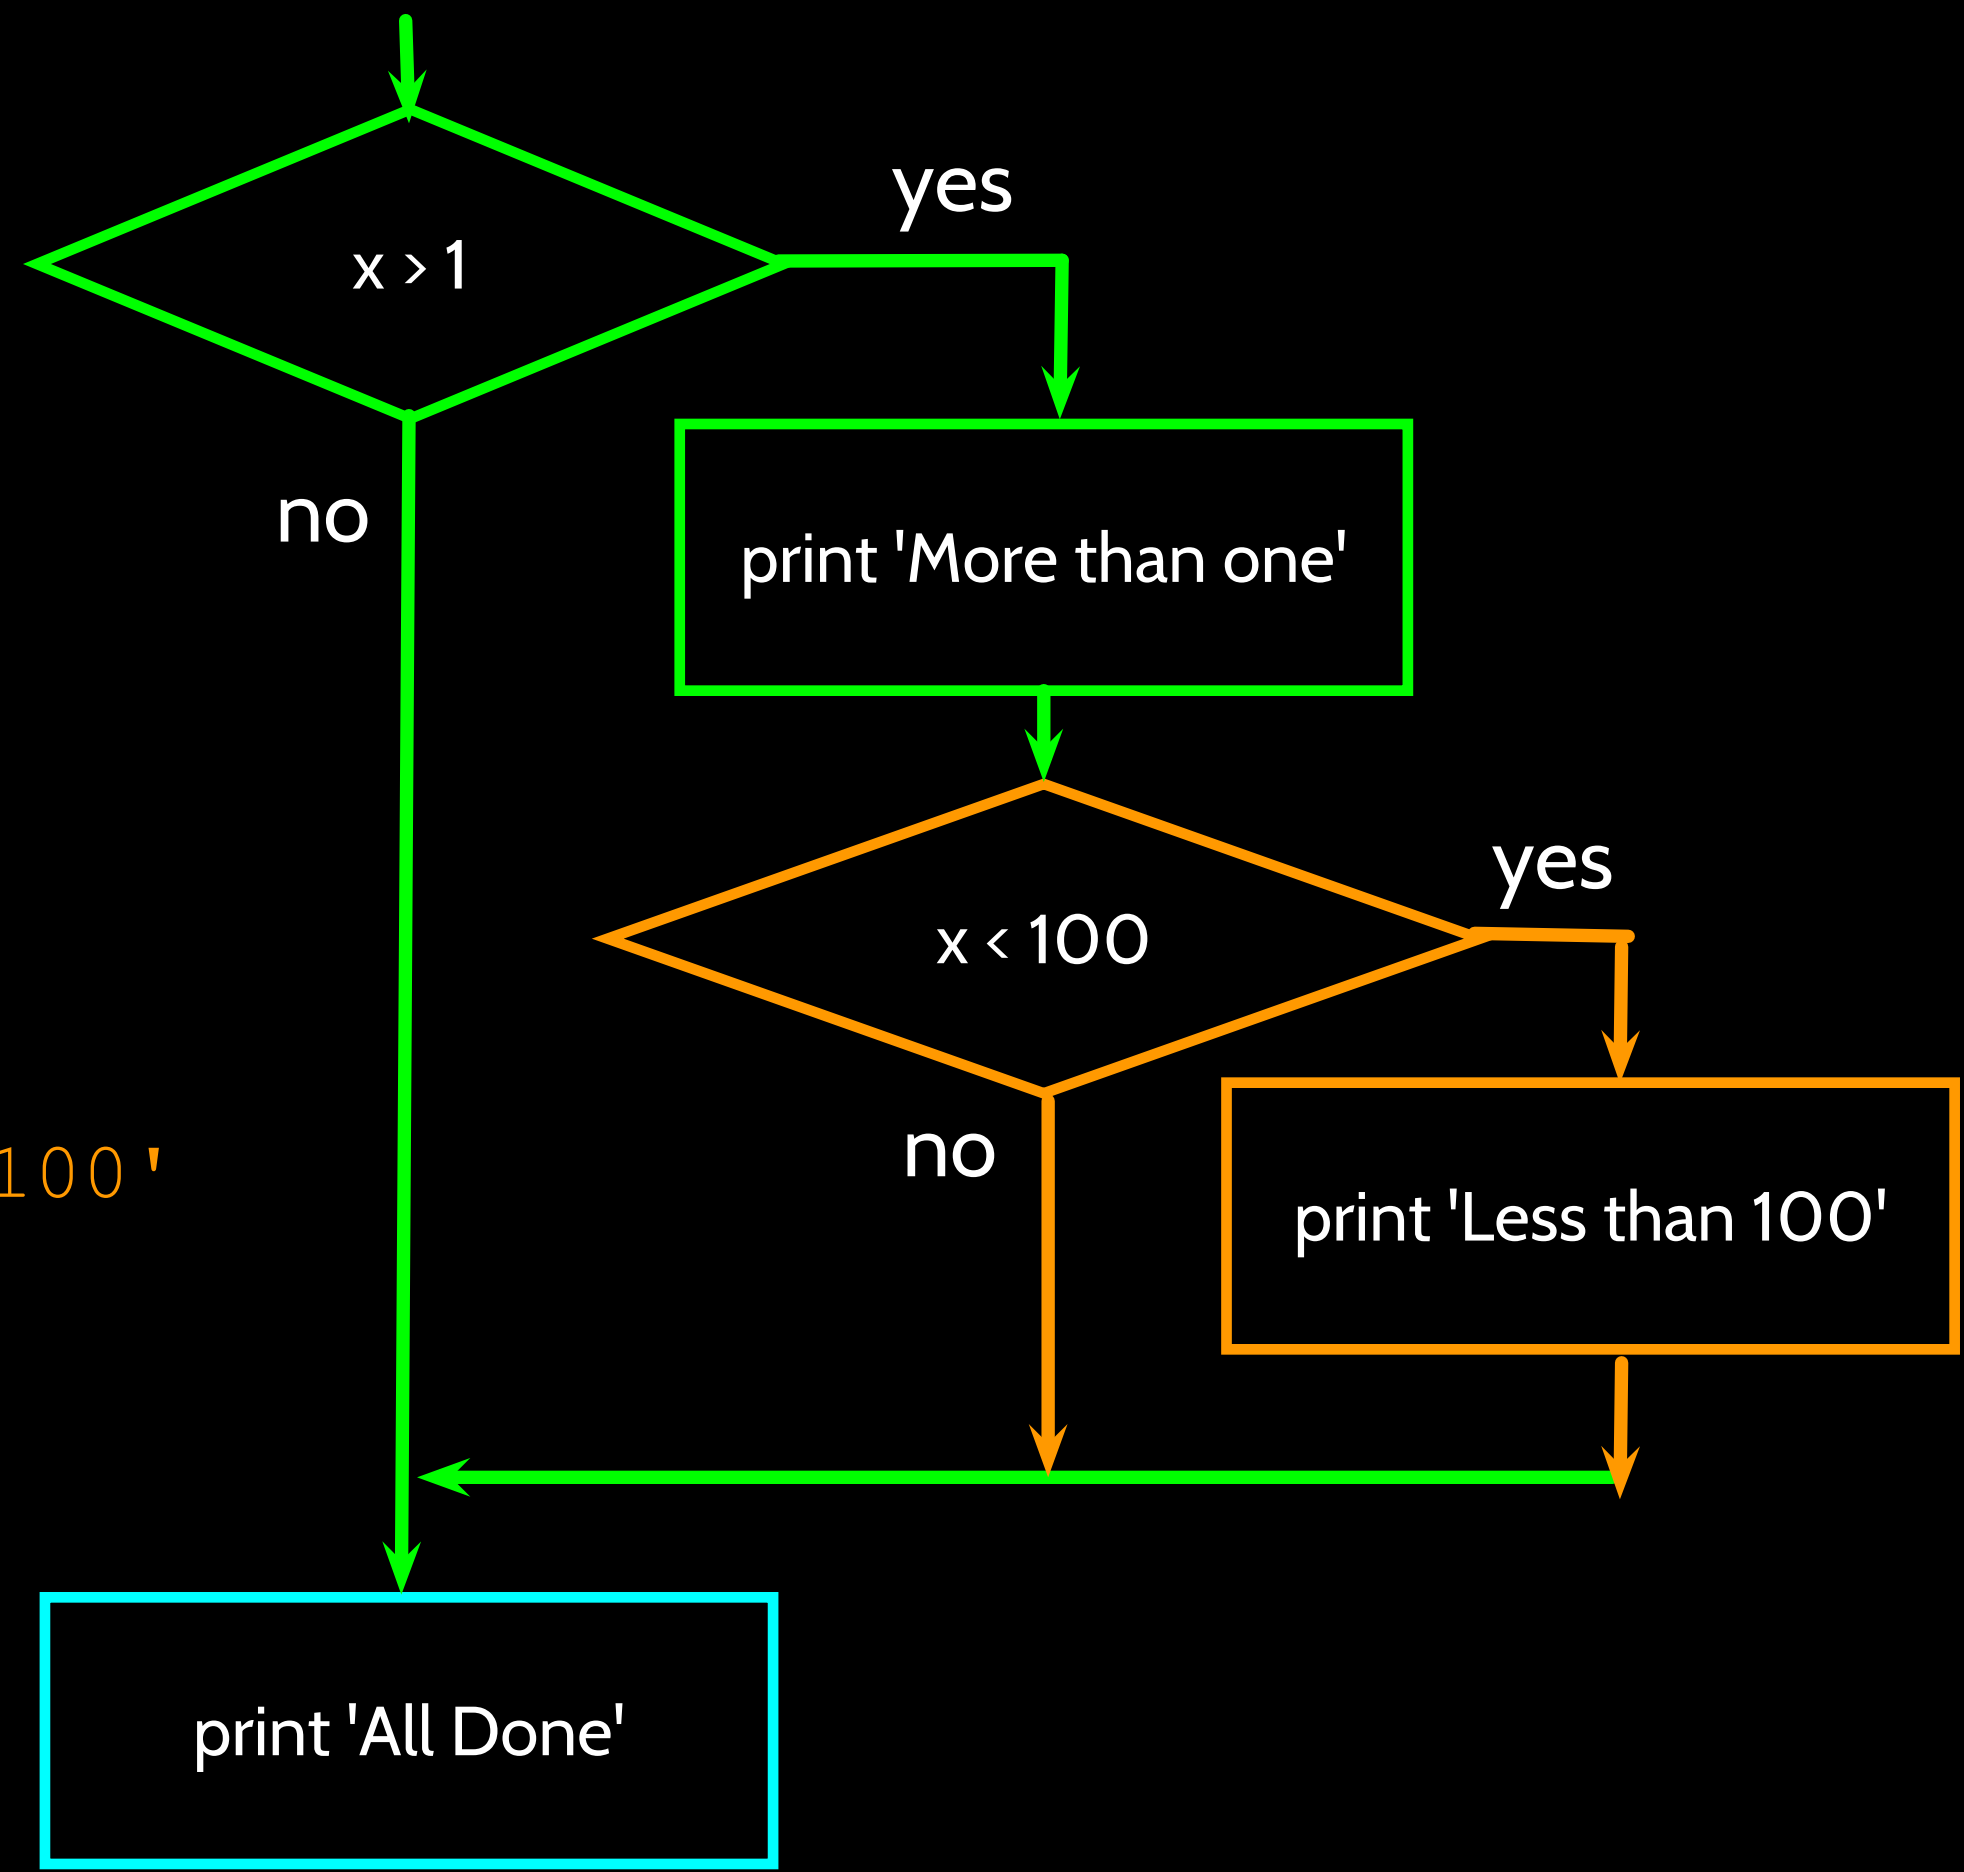 yes
x > 1
no
print 'More than one'
yes
x < 100
no
100'
print 'Less than 100'
print 'All Done'